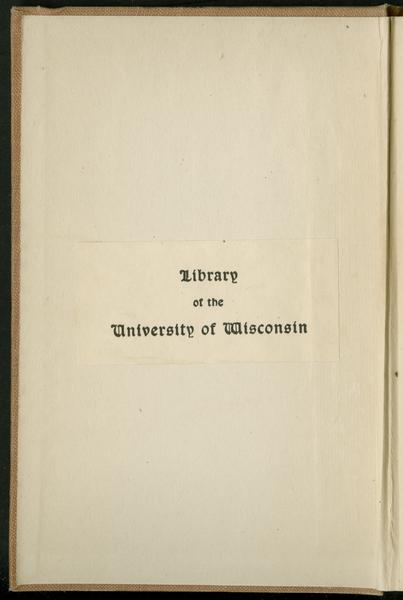 Library
of the
University of Wisconsin